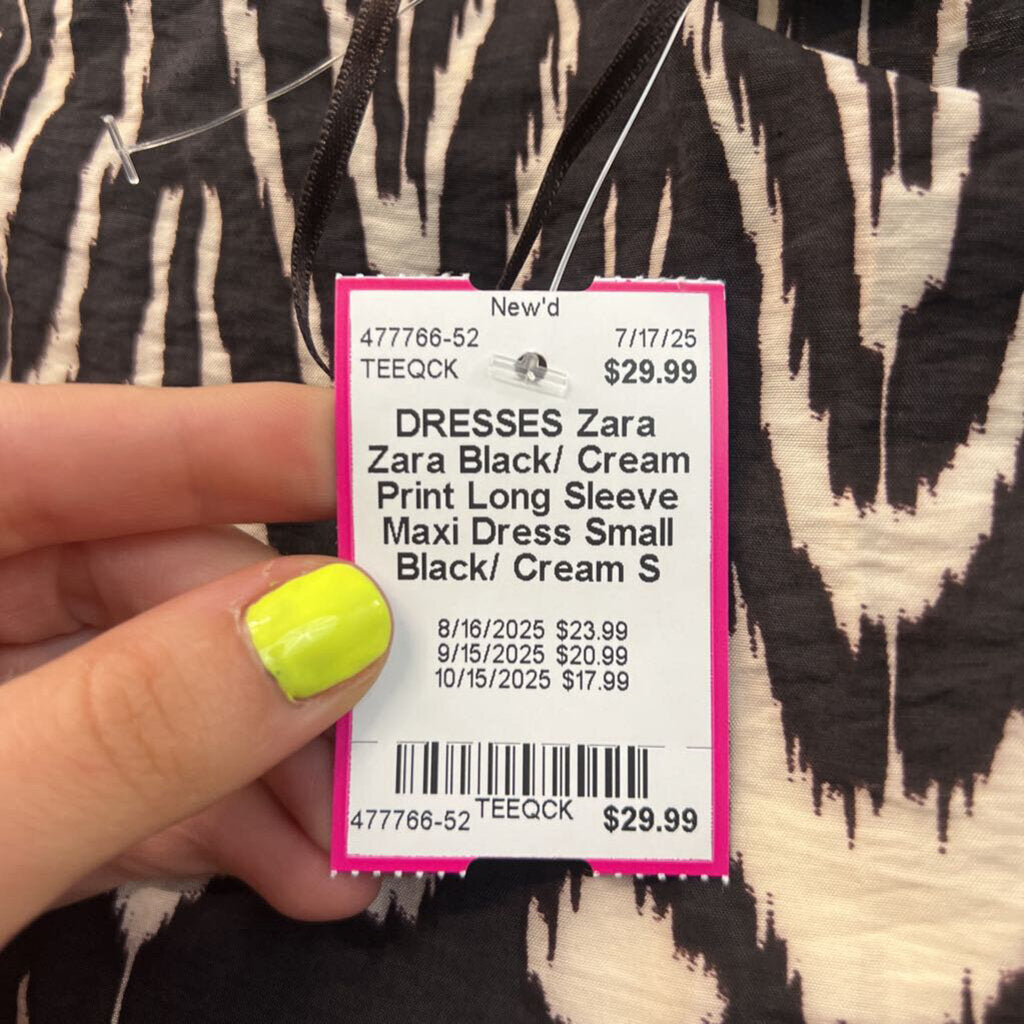 New'd
477766-52 7/17/25
TEEQCK $29.99
DRESSES Zara
Zara Black/ Cream
Print Long Sleeve
Maxi Dress Small
Black/ Cream S
8/16/2025 $23.99
9/15/2025 $20.99
10/15/2025 $17.99
477766-52 TEEQCK $29.99